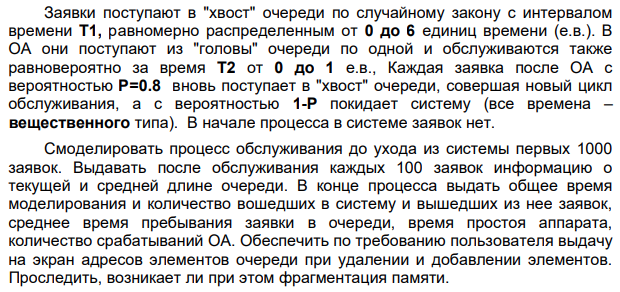 Заявки поступают в "хвост" очереди по случайному закону с интервалом
времени Т1, равномерно распределенным от 0 до 6 единиц времени (е.в.). В
ОА они поступают из "головы" очереди по одной и обслуживаются также
равновероятно за время Т2 от 0 до 1 е.в., Каждая заявка после ОА с
вероятностью Р=0.8 вновь поступает в "хвост" очереди, совершая новый цикл
обслуживания, а с вероятностью 1-Р покидает систему (все времена –
вещественного типа). В начале процесса в системе заявок нет.
Смоделировать процесс обслуживания до ухода из системы первых 1000
заявок. Выдавать после обслуживания каждых 100 заявок информацию о
текущей и средней длине очереди. В конце процесса выдать общее время
моделирования и количество вошедших в систему и вышедших из нее заявок,
среднее время пребывания заявки в очереди, время простоя аппарата,
количество срабатываний ОА. Обеспечить по требованию пользователя выдачу
на экран адресов элементов очереди при удалении и добавлении элементов.
Проследить, возникает ли при этом фрагментация памяти.